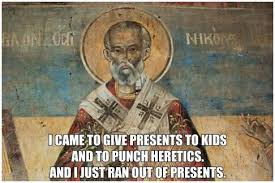 I CAME TO GIVE PRESENTS TO KIDS
AND TO PUNCH HERETICS.
AND I JUST RAN OUT OF PRESENTS.